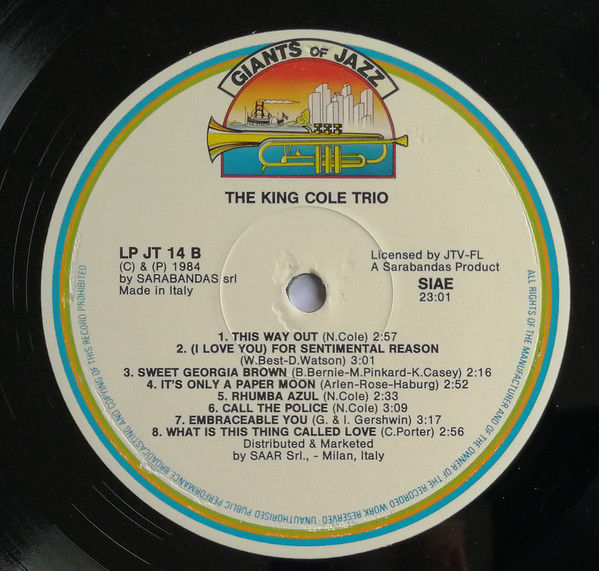 GIANTS OF JAZZ
THE KING COLE TRIO
LP JT 14 B
(C) & (P) 1984
by SARABANDAS srl
Made in Italy
Licensed by JTV-FL
A Sarabandas Product
SIAE
23:01
1. THIS WAY OUT (N.Cole) 2:57
2. (I LOVE YOU) FOR SENTIMENTAL REASON
(W.Best-D.Watson) 3:01
3. SWEET GEORGIA BROWN (B.Bernie-M.Pinkard-K.Casey) 2:16
4. IT'S ONLY A PAPER MOON (Arlen-Rose-Haburg) 2:52
5. RHUMBA AZUL (N.Cole) 2:33
6. CALL THE POLICE (N.Cole) 3:09
7. EMBRACEABLE YOU (G. & I. Gershwin) 3:17
8. WHAT IS THIS THING CALLED LOVE (C.Porter) 2:56
Distributed & Marketed
by SAAR Srl., - Milan, Italy
ALL RIGHTS OF THE MANUFACTURER AND OF THE OWNER OF THE RECORDED WORK RESERVED UNAUTHORISED PUBLIC PERFORMANCE BROADCASTING AND COPYING OF THIS RECORD PROHIBITED